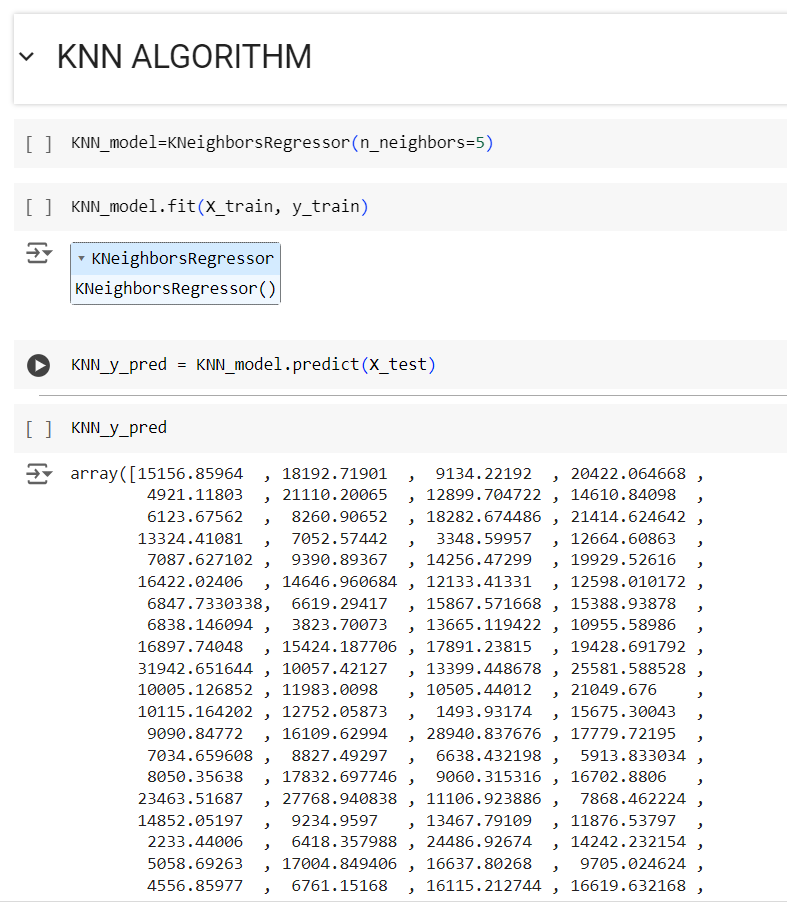 KNN ALGORITHM
[ ] KNN_model=KNeighborsRegressor(n_neighbors=5)
[ ] KNN_model.fit(X_train, y_train)
KNeighborsRegressor
KNeighborsRegressor()
KNN_y_pred = KNN_model.predict(X_test)
[ ] KNN_y_pred
array([15156.85964  , 18192.71901  ,  9134.22192  , 20422.064668 ,
4921.11803  , 21110.20065  , 12899.704722 , 14610.84098  ,
6123.67562  ,  8260.90652  , 18282.674486 , 21414.624642 ,
13324.41081  ,  7052.57442  ,  3348.59957  , 12664.60863  ,
7087.627102 ,  9390.89367  , 14256.47299  , 19929.52616  ,
16422.02406  , 14646.960684 , 12133.41331  , 12598.010172 ,
6847.7330338,  6619.29417  , 15867.571668 , 15388.93878  ,
6838.146094 ,  3823.70073  , 13665.119422 , 10955.58986  ,
16897.74048  , 15424.187706 , 17891.23815  , 19428.691792 ,
31942.651644 , 10057.42127  , 13399.448678 , 25581.588528 ,
10005.126852 , 11983.0098   , 10505.44012  , 21049.676    ,
10115.164202 , 12752.05873  ,  1493.93174  , 15675.30043  ,
9090.84772  , 16109.62994  , 28940.837676 , 17779.72195  ,
7034.659608 ,  8827.49297  ,  6638.432198 ,  5913.833034 ,
8050.35638  , 17832.697746 ,  9060.315316 , 16702.8806   ,
23463.51687  , 27768.940838 , 11106.923886 ,  7868.462224 ,
14852.05197  ,  9234.9597   , 13467.79109  , 11876.53797  ,
2233.44006  ,  6418.357988 , 24486.92674  , 14242.232154 ,
5058.69263  , 17004.849406 , 16637.80268  ,  9705.024624 ,
4556.85977  ,  6761.15168  , 16115.212744 , 16619.632168 ,